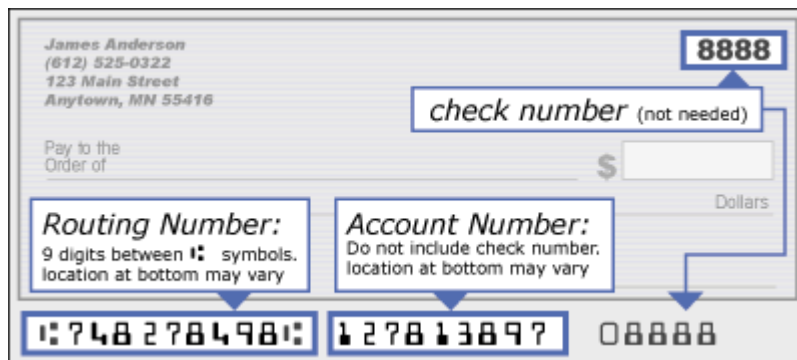 James Anderson
(612) 525-0322
123 Main Street
Anytown, MN 55416
8888
check number (not needed)
Pay to the
Order of
$
Dollars
Routing Number:
9 digits between ⑆ symbols.
location at bottom may vary
Account Number:
Do not include check number.
location at bottom may vary
⑆748278498⑆ 127813897 08888